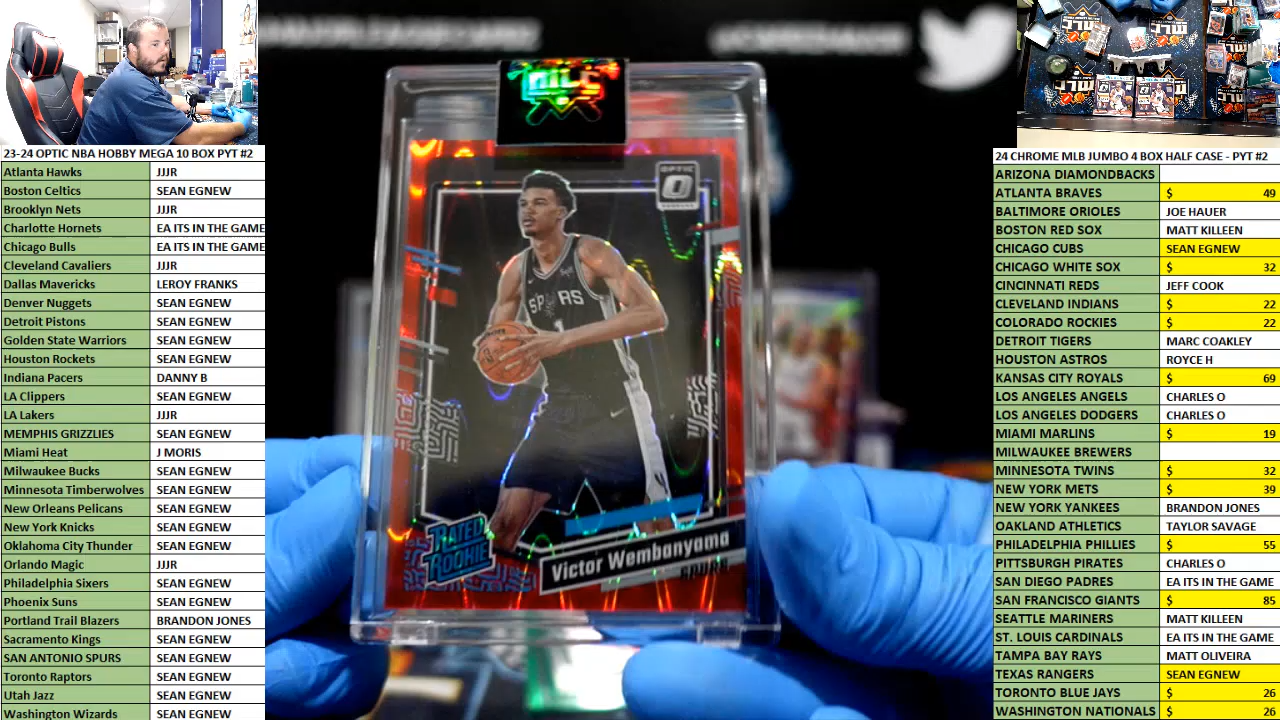 23-24 OPTIC NBA HOBBY MEGA 10 BOX PYT #2
Atlanta Hawks JJJR
Boston Celtics SEAN EGNEW
Brooklyn Nets JJJR
Charlotte Hornets EA ITS IN THE GAME
Chicago Bulls EA ITS IN THE GAME
Cleveland Cavaliers JJJR
Dallas Mavericks LEROY FRANKS
Denver Nuggets SEAN EGNEW
Detroit Pistons SEAN EGNEW
Golden State Warriors SEAN EGNEW
Houston Rockets SEAN EGNEW
Indiana Pacers DANNY B
LA Clippers SEAN EGNEW
LA Lakers JJJR
MEMPHIS GRIZZLIES SEAN EGNEW
Miami Heat J MORIS
Milwaukee Bucks SEAN EGNEW
Minnesota Timberwolves SEAN EGNEW
New Orleans Pelicans SEAN EGNEW
New York Knicks SEAN EGNEW
Oklahoma City Thunder SEAN EGNEW
Orlando Magic JJJR
Philadelphia Sixers SEAN EGNEW
Phoenix Suns SEAN EGNEW
Portland Trail Blazers BRANDON JONES
Sacramento Kings SEAN EGNEW
SAN ANTONIO SPURS SEAN EGNEW
Toronto Raptors SEAN EGNEW
Utah Jazz SEAN EGNEW
Washington Wizards SEAN EGNEW
OPTIC
SPURS
1
RATED
ROOKIE
Victor Wembanyama
SPURS
24 CHROME MLB JUMBO 4 BOX HALF CASE - PYT #2
ARIZONA DIAMONDBACKS
ATLANTA BRAVES $ 49
BALTIMORE ORIOLES JOE HAUER
BOSTON RED SOX MATT KILLEEN
CHICAGO CUBS SEAN EGNEW
CHICAGO WHITE SOX $ 32
CINCINNATI REDS JEFF COOK
CLEVELAND INDIANS $ 22
COLORADO ROCKIES $ 22
DETROIT TIGERS MARC COAKLEY
HOUSTON ASTROS ROYCE H
KANSAS CITY ROYALS $ 69
LOS ANGELES ANGELS CHARLES O
LOS ANGELES DODGERS CHARLES O
MIAMI MARLINS $ 19
MILWAUKEE BREWERS
MINNESOTA TWINS $ 32
NEW YORK METS $ 39
NEW YORK YANKEES BRANDON JONES
OAKLAND ATHLETICS TAYLOR SAVAGE
PHILADELPHIA PHILLIES $ 55
PITTSBURGH PIRATES CHARLES O
SAN DIEGO PADRES EA ITS IN THE GAME
SAN FRANCISCO GIANTS $ 85
SEATTLE MARINERS MATT KILLEEN
ST. LOUIS CARDINALS EA ITS IN THE GAME
TAMPA BAY RAYS MATT OLIVEIRA
TEXAS RANGERS SEAN EGNEW
TORONTO BLUE JAYS $ 26
WASHINGTON NATIONALS $ 26